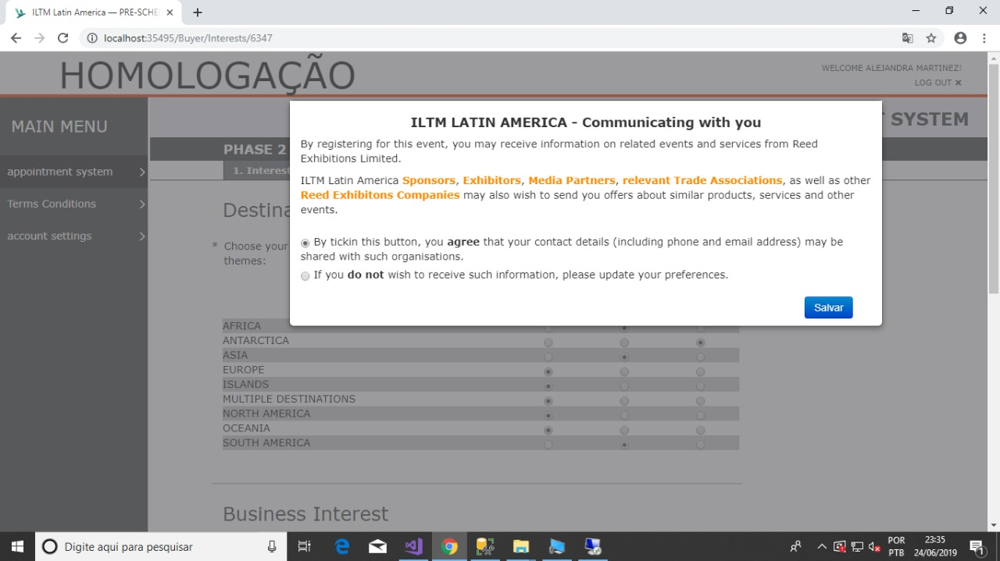 ILTM Latin America — PRE-SCHE
localhost:35495/Buyer/Interests/6347
HOMOLOGAÇÃO
WELCOME ALEJANDRA MARTINEZ!
LOG OUT ✕
MAIN MENU
appointment system
Terms Conditions
account settings
T SYSTEM
PHASE 2
1. Interest
Destina
* Choose your
themes:
ILTM LATIN AMERICA - Communicating with you
By registering for this event, you may receive information on related events and services from Reed
Exhibitions Limited.
ILTM Latin America Sponsors, Exhibitors, Media Partners, relevant Trade Associations, as well as other
Reed Exhibitons Companies may also wish to send you offers about similar products, services and other
events.
By tickin this button, you agree that your contact details (including phone and email address) may be
shared with such organisations.
If you do not wish to receive such information, please update your preferences.
Salvar
AFRICA
ANTARCTICA
ASIA
EUROPE
ISLANDS
MULTIPLE DESTINATIONS
NORTH AMERICA
OCEANIA
SOUTH AMERICA
Business Interest
Digite aqui para pesquisar
POR
PTB
23:35
24/06/2019
1